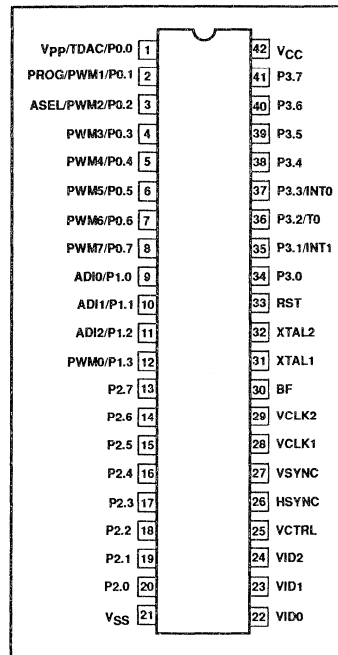 VPP/TDAC/P0.0 1 42 VCC
PROG/PWM1/P0.1 2 41 P3.7
ASEL/PWM2/P0.2 3 40 P3.6
PWM3/P0.3 4 39 P3.5
PWM4/P0.4 5 38 P3.4
PWM5/P0.5 6 37 P3.3/INT0
PWM6/P0.6 7 36 P3.2/T0
PWM7/P0.7 8 35 P3.1/INT1
ADI0/P1.0 9 34 P3.0
ADI1/P1.1 10 33 RST
ADI2/P1.2 11 32 XTAL2
PWM0/P1.3 12 31 XTAL1
P2.7 13 30 BF
P2.6 14 29 VCLK2
P2.5 15 28 VCLK1
P2.4 16 27 VSYNC
P2.3 17 26 HSYNC
P2.2 18 25 VCTRL
P2.1 19 24 VID2
P2.0 20 23 VID1
VSS 21 22 VID0